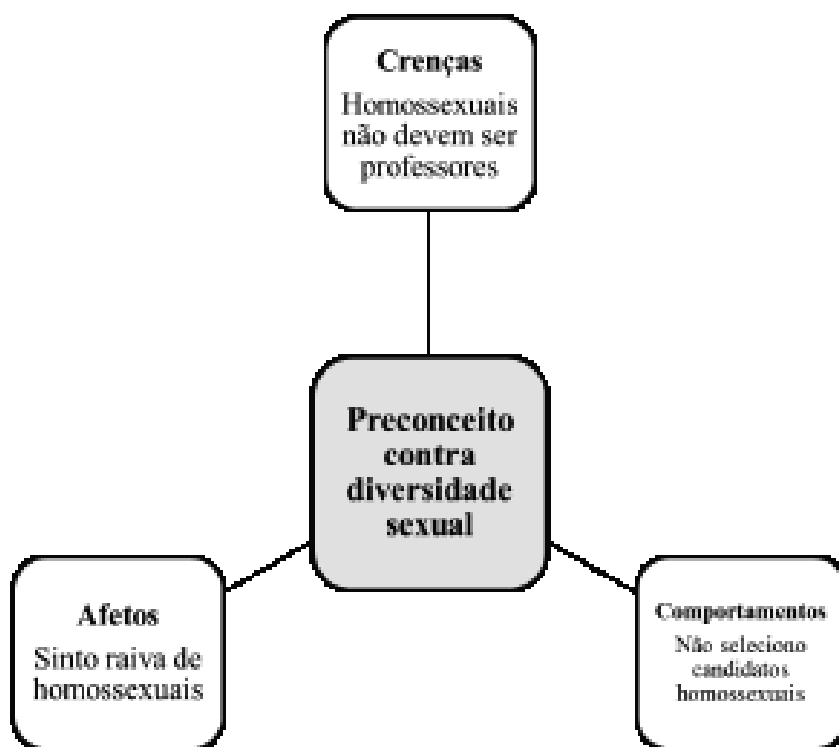 Crenças
Homossexuais
não devem ser
professores
Preconceito
contra
diversidade
sexual
Afetos
Sinto raiva de
homossexuais
Comportamentos
Não seleciono
candidatos
homossexuais